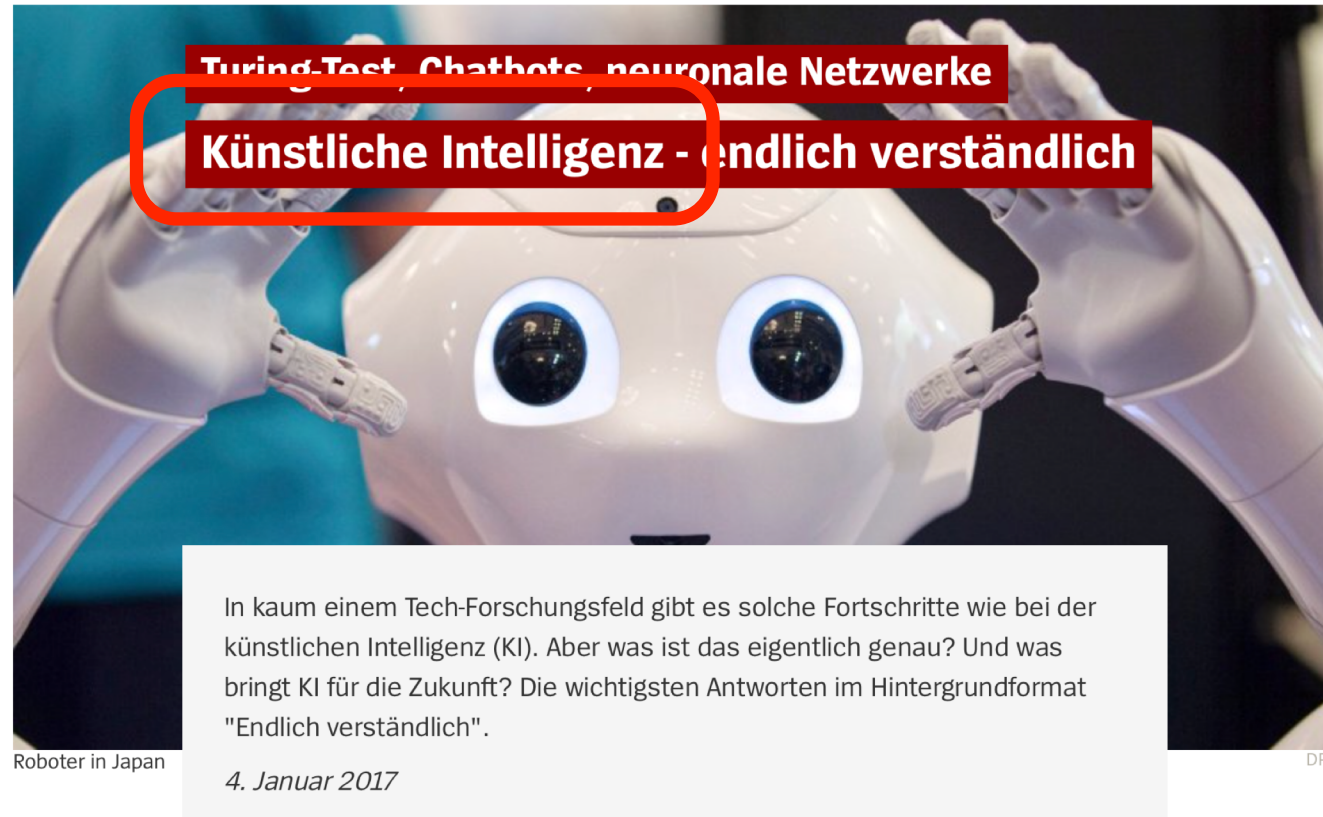 Turing-Test, Chatbots, neuronale Netzwerke
Künstliche Intelligenz - endlich verständlich
In kaum einem Tech-Forschungsfeld gibt es solche Fortschritte wie bei der
künstlichen Intelligenz (KI). Aber was ist das eigentlich genau? Und was
bringt KI für die Zukunft? Die wichtigsten Antworten im Hintergrundformat
"Endlich verständlich".
Roboter in Japan
4. Januar 2017